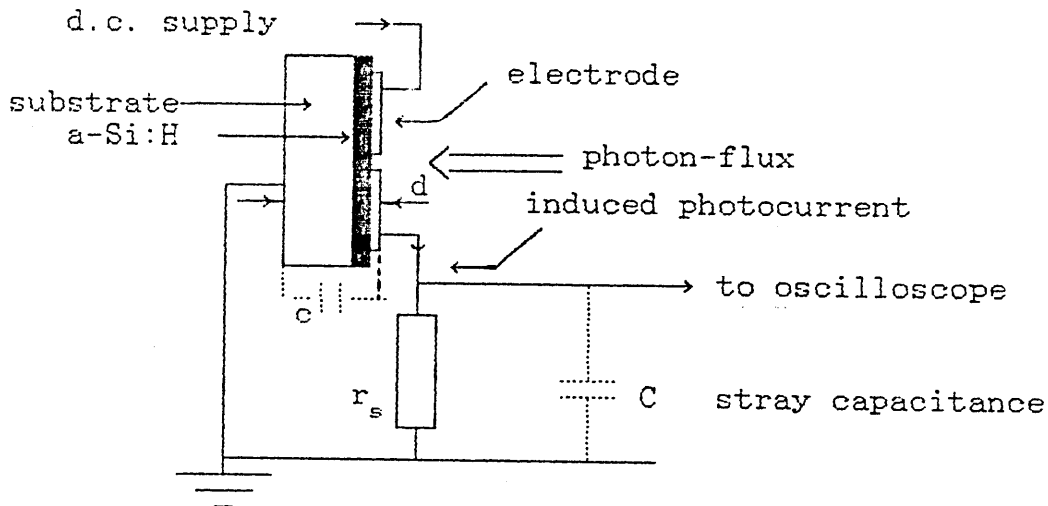 d.c. supply
electrode
substrate
a-Si:H
photon-flux
d
induced photocurrent
to oscilloscope
c
r_s
C
stray capacitance